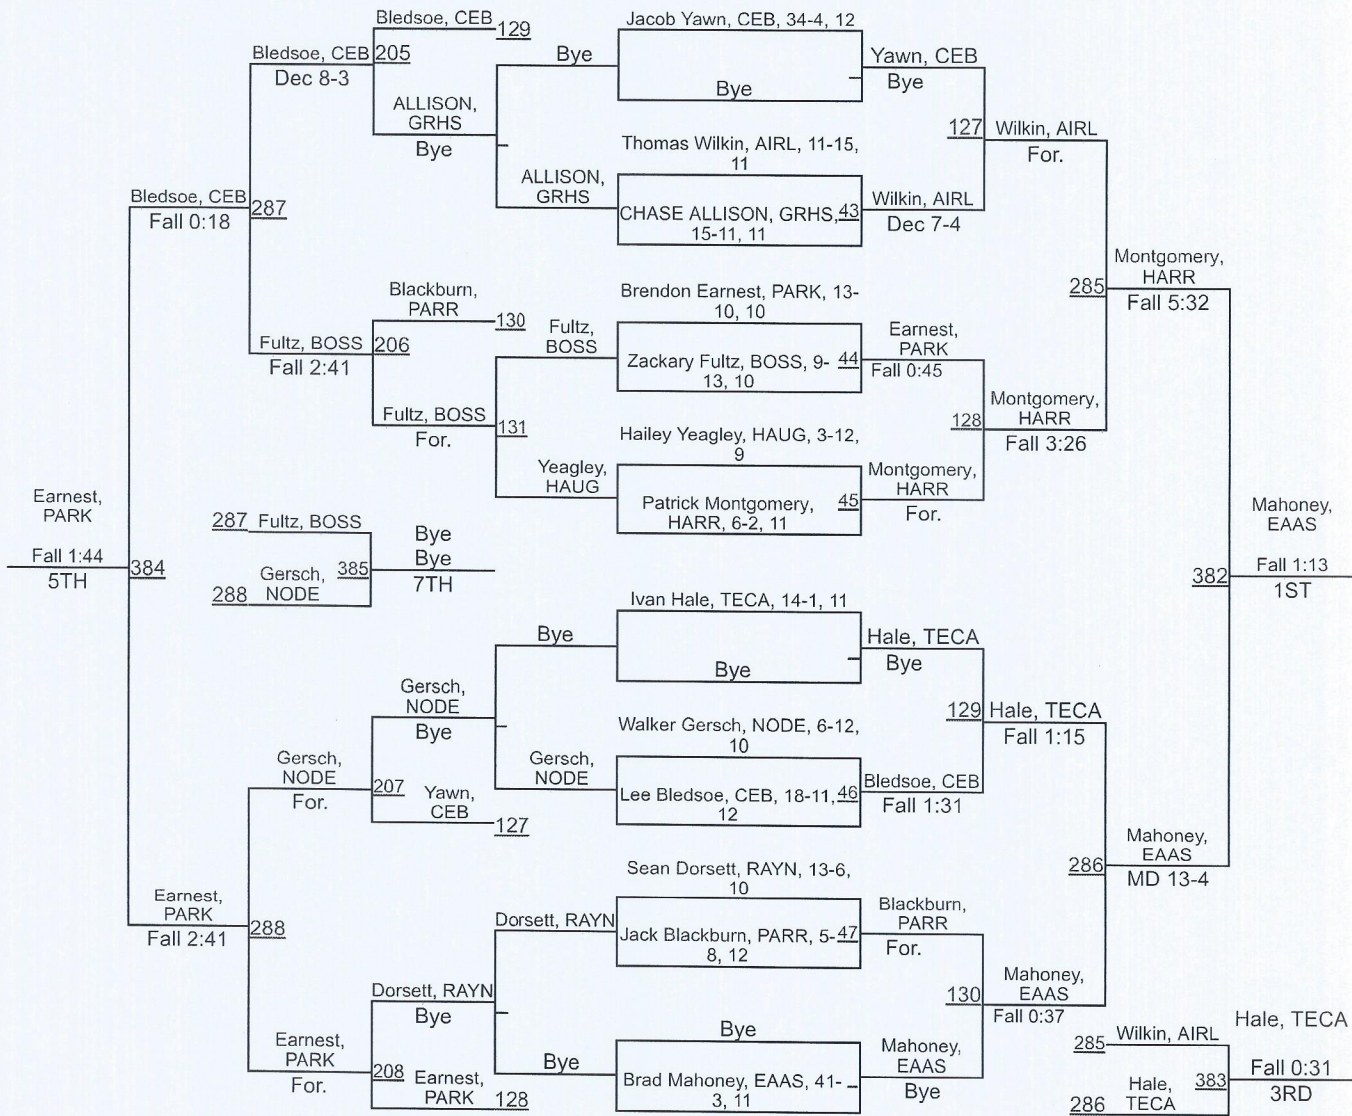 Bledsoe, CEB
129
Bledsoe, CEB
205
Dec 8-3
ALLISON,
GRHS
Bye
Bye
ALLISON,
GRHS
Jacob Yawn, CEB, 34-4, 12
Bye
Yawn, CEB
Bye
Thomas Wilkin, AIRL, 11-15,
11
CHASE ALLISON, GRHS,
43
15-11, 11
Wilkin, AIRL
Dec 7-4
127
Wilkin, AIRL
For.
Bledsoe, CEB
Fall 0:18
287
Blackburn,
PARR
130
Fultz, BOSS
206
Fall 2:41
Fultz, BOSS
For.
131
Fultz,
BOSS
Yeagley,
HAUG
Brendon Earnest, PARK, 13-
10, 10
Zackary Fultz, BOSS, 9-
44
13, 10
Earnest,
PARK
Fall 0:45
Hailey Yeagley, HAUG, 3-12,
9
Patrick Montgomery,
45
HARR, 6-2, 11
Montgomery,
HARR
For.
128
Montgomery,
HARR
Fall 3:26
285
Montgomery,
HARR
Fall 5:32
Earnest,
PARK
Fall 1:44
5TH
384
287
Fultz, BOSS
Gersch,
NODE
288
385
Bye
Bye
7TH
Mahoney,
EAAS
Fall 1:13
1ST
382
Ivan Hale, TECA, 14-1, 11
Bye
Hale, TECA
Bye
Bye
Gersch,
NODE
Bye
Gersch,
NODE
Walker Gersch, NODE, 6-12,
10
Lee Bledsoe, CEB, 18-11,
46
12
Bledsoe, CEB
Fall 1:31
129
Hale, TECA
Fall 1:15
Gersch,
NODE
For.
207
Yawn,
CEB
127
286
Mahoney,
EAAS
MD 13-4
Earnest,
PARK
Fall 2:41
288
Sean Dorsett, RAYN, 13-6,
10
Jack Blackburn, PARR, 5-
47
8, 12
Blackburn,
PARR
For.
Dorsett, RAYN
Dorsett, RAYN
Bye
Bye
Bye
Brad Mahoney, EAAS, 41-
3, 11
Mahoney,
EAAS
Bye
130
Mahoney,
EAAS
Fall 0:37
Earnest,
PARK
For.
208
Earnest,
PARK
128
285
Wilkin, AIRL
Hale,
TECA
286
383
Hale, TECA
Fall 0:31
3RD